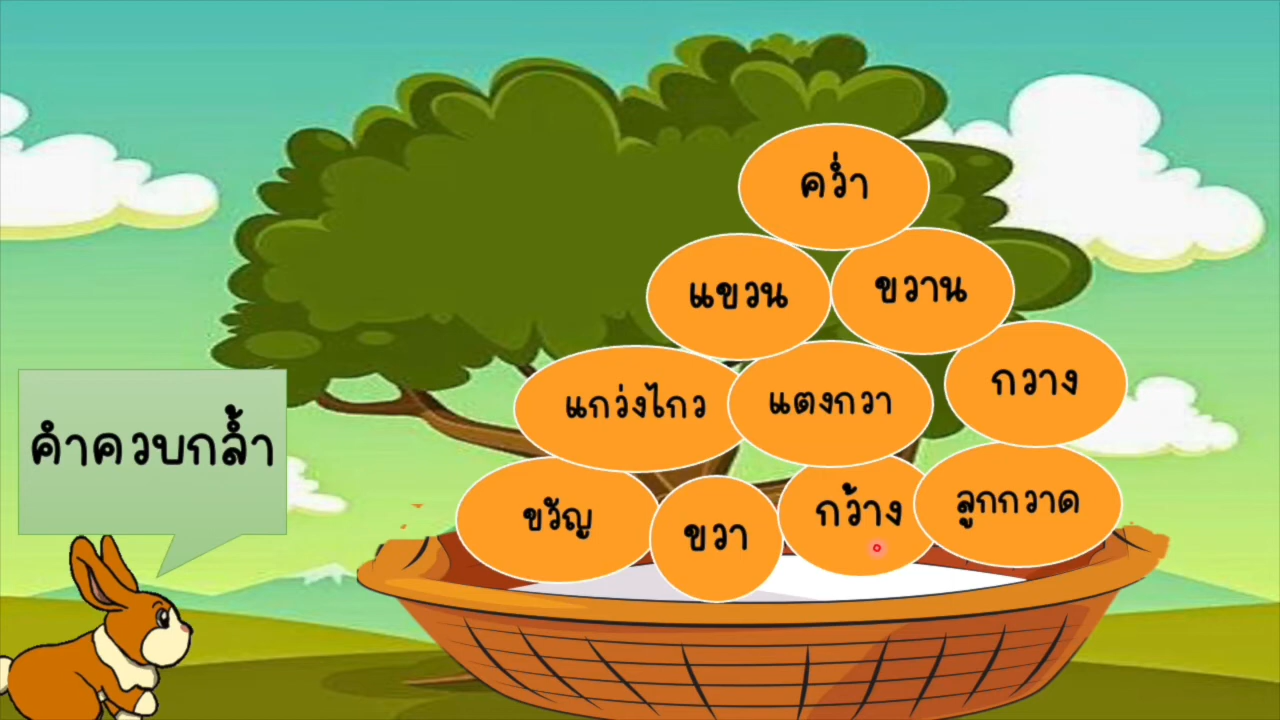 คว่ำ
แขวน
ขวาน
แกว่งไกว
แตงกวา
กวาง
ขวัญ
ขวา
กว้าง
ลูกกวาด
คำควบกล้ำ